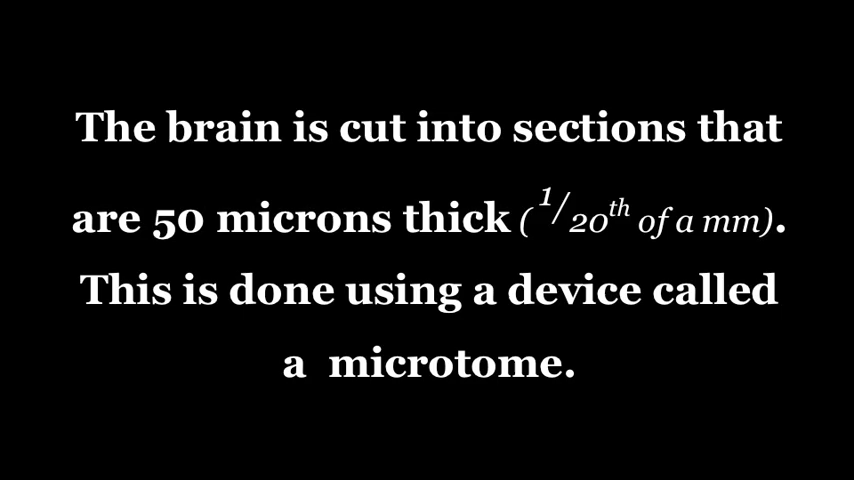 The brain is cut into sections that
are 50 microns thick (1/20th of a mm).
This is done using a device called
a microtome.